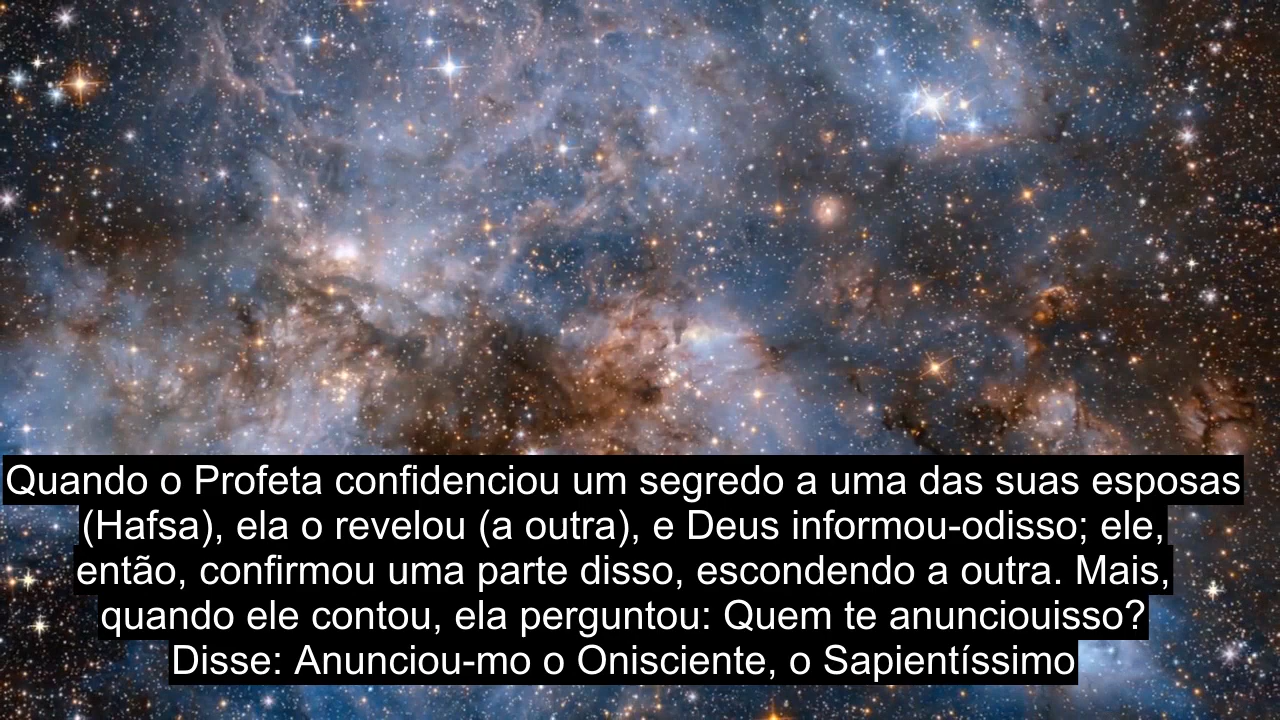 Quando o Profeta confidenciou um segredo a uma das suas esposas
(Hafsa), ela o revelou (a outra), e Deus informou-odisso; ele,
então, confirmou uma parte disso, escondendo a outra. Mais,
quando ele contou, ela perguntou: Quem te anunciouisso?
Disse: Anunciou-mo o Onisciente, o Sapientíssimo